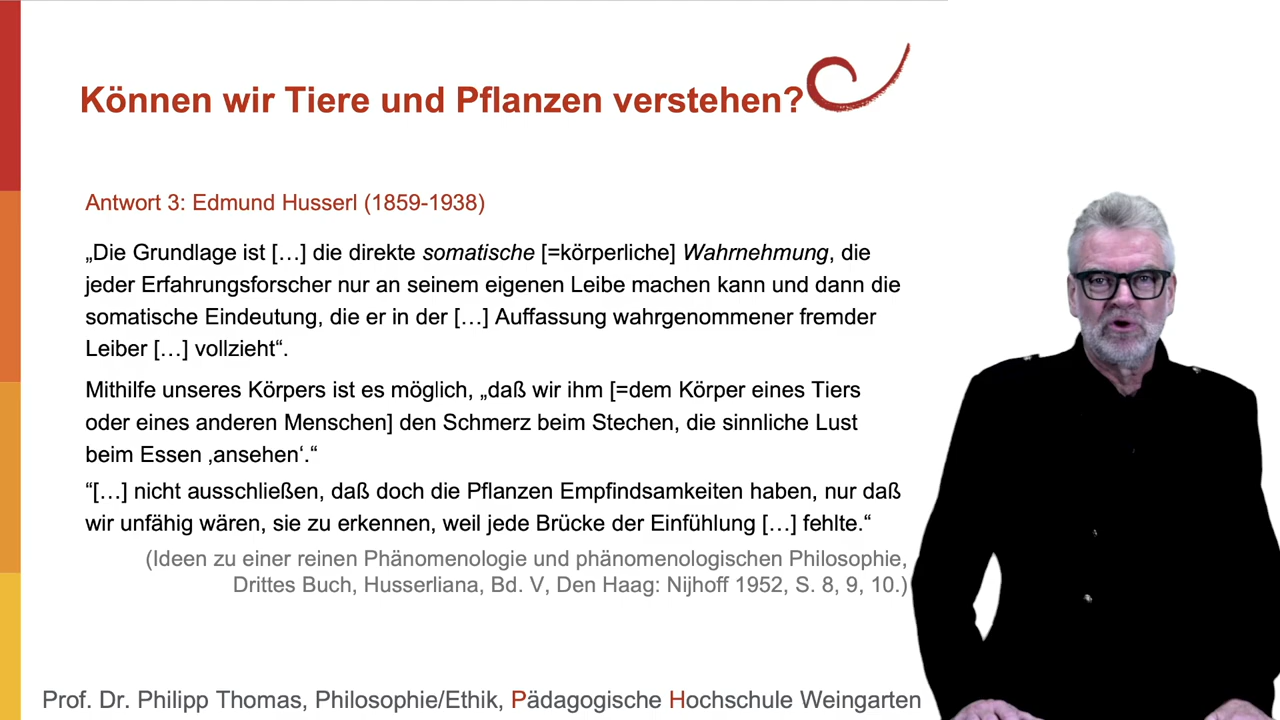 Können wir Tiere und Pflanzen verstehen?
Antwort 3: Edmund Husserl (1859-1938)
„Die Grundlage ist […] die direkte somatische [=körperliche] Wahrnehmung, die
jeder Erfahrungsforscher nur an seinem eigenen Leibe machen kann und dann die
somatische Eindeutung, die er in der […] Auffassung wahrgenommener fremder
Leiber […] vollzieht“.
Mithilfe unseres Körpers ist es möglich, „daß wir ihm [=dem Körper eines Tiers
oder eines anderen Menschen] den Schmerz beim Stechen, die sinnliche Lust
beim Essen ‚ansehen‘.“
“[…] nicht ausschließen, daß doch die Pflanzen Empfindsamkeiten haben, nur daß
wir unfähig wären, sie zu erkennen, weil jede Brücke der Einfühlung […] fehlte.“
(Ideen zu einer reinen Phänomenologie und phänomenologischen Philosophie,
Drittes Buch, Husserliana, Bd. V, Den Haag: Nijhoff 1952, S. 8, 9, 10.)
Prof. Dr. Philipp Thomas, Philosophie/Ethik, Pädagogische Hochschule Weingarten